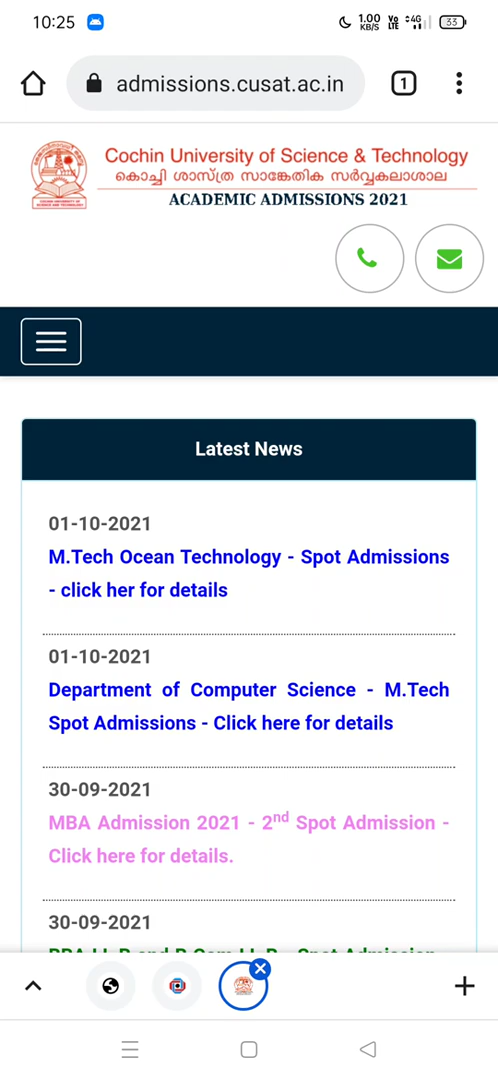 10:25
1.00
KB/S
Vo
LTE
4G
33
admissions.cusat.ac.in
1
Cochin University of Science & Technology
കൊച്ചി ശാസ്ത്ര സാങ്കേതിക സർവ്വകലാശാല
ACADEMIC ADMISSIONS 2021
Latest News
01-10-2021
M.Tech Ocean Technology - Spot Admissions
- click her for details
01-10-2021
Department of Computer Science - M.Tech
Spot Admissions - Click here for details
30-09-2021
MBA Admission 2021 - 2nd Spot Admission -
Click here for details.
30-09-2021